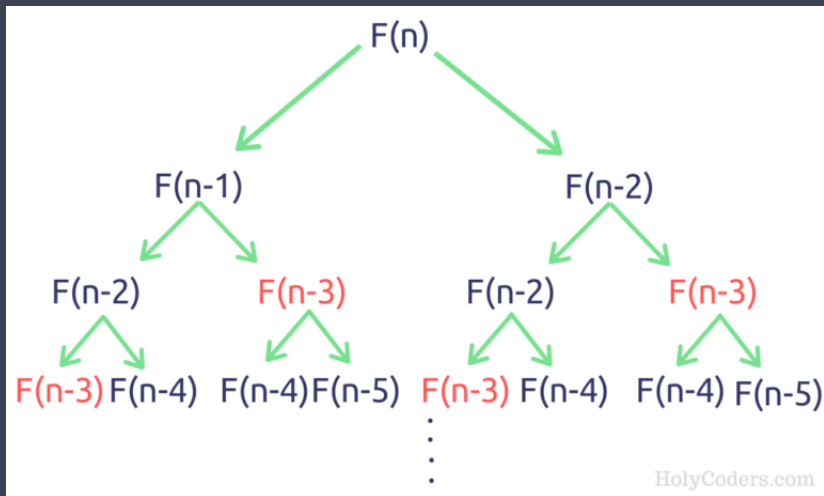 F(n)
F(n-1) F(n-2)
F(n-2) F(n-3) F(n-2) F(n-3)
F(n-3) F(n-4) F(n-4) F(n-5) F(n-3) F(n-4) F(n-4) F(n-5)
HolyCoders.com